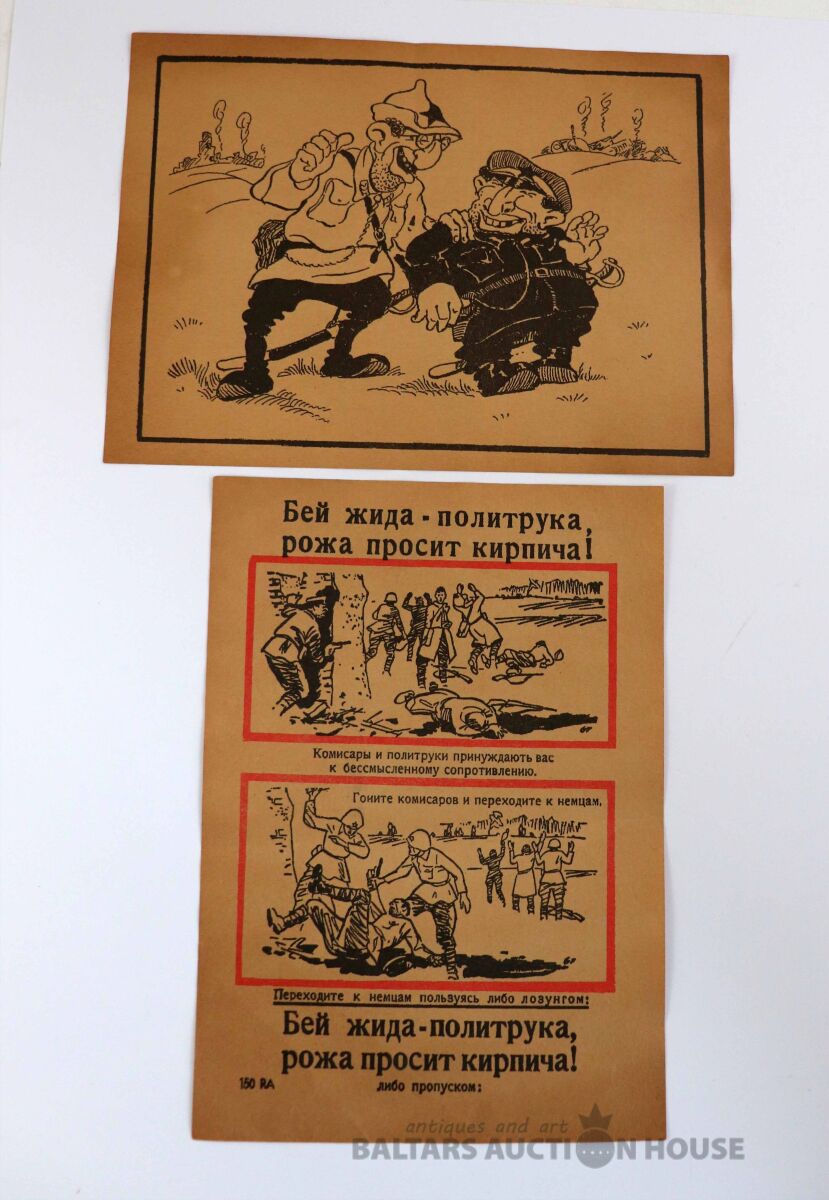 Бей жида - политрука,
рожа просит кирпича!
Комисары и политруки принуждають вас
к бессмысленному сопротивлению.
Гоните комисаров и переходите к немцам.
Переходите к немцам пользуясь либо лозунгом:
Бей жида-политрука,
рожа просит кирпича!
150 RA
либо пропуском:
antiques and art
BALTARS AUCTION HOUSE